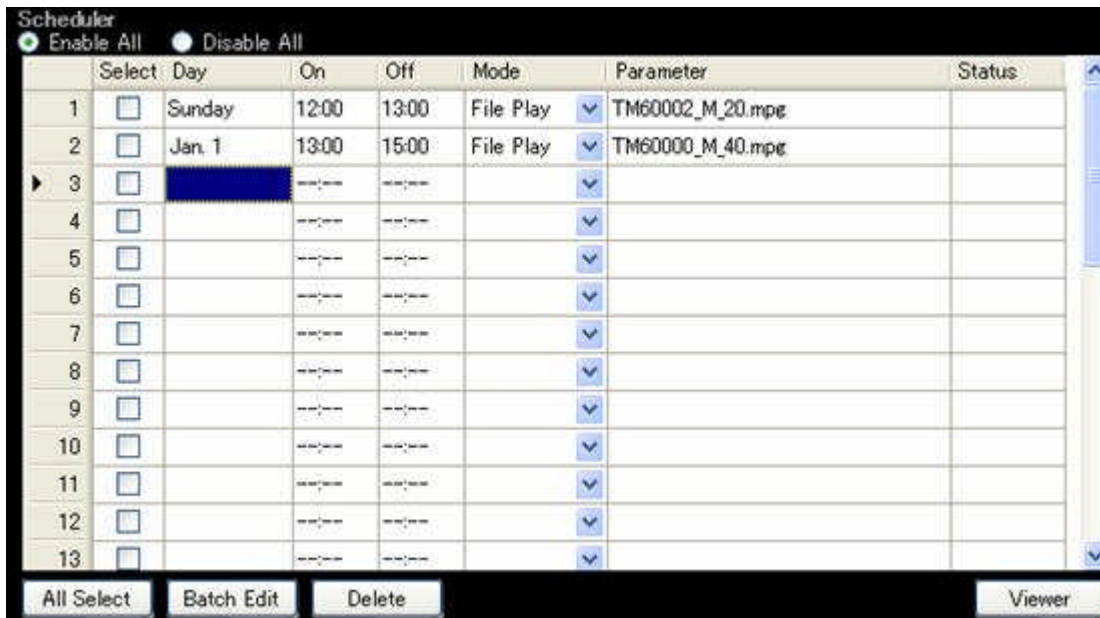 Scheduler
Enable All Disable All
Select Day On Off Mode Parameter Status
1 Sunday 12:00 13:00 File Play TM60002_M_20.mpg
2 Jan. 1 13:00 15:00 File Play TM60000_M_40.mpg
3 --:-- --:--
4 --:-- --:--
5 --:-- --:--
6 --:-- --:--
7 --:-- --:--
8 --:-- --:--
9 --:-- --:--
10 --:-- --:--
11 --:-- --:--
12 --:-- --:--
13 --:-- --:--
All Select Batch Edit Delete Viewer